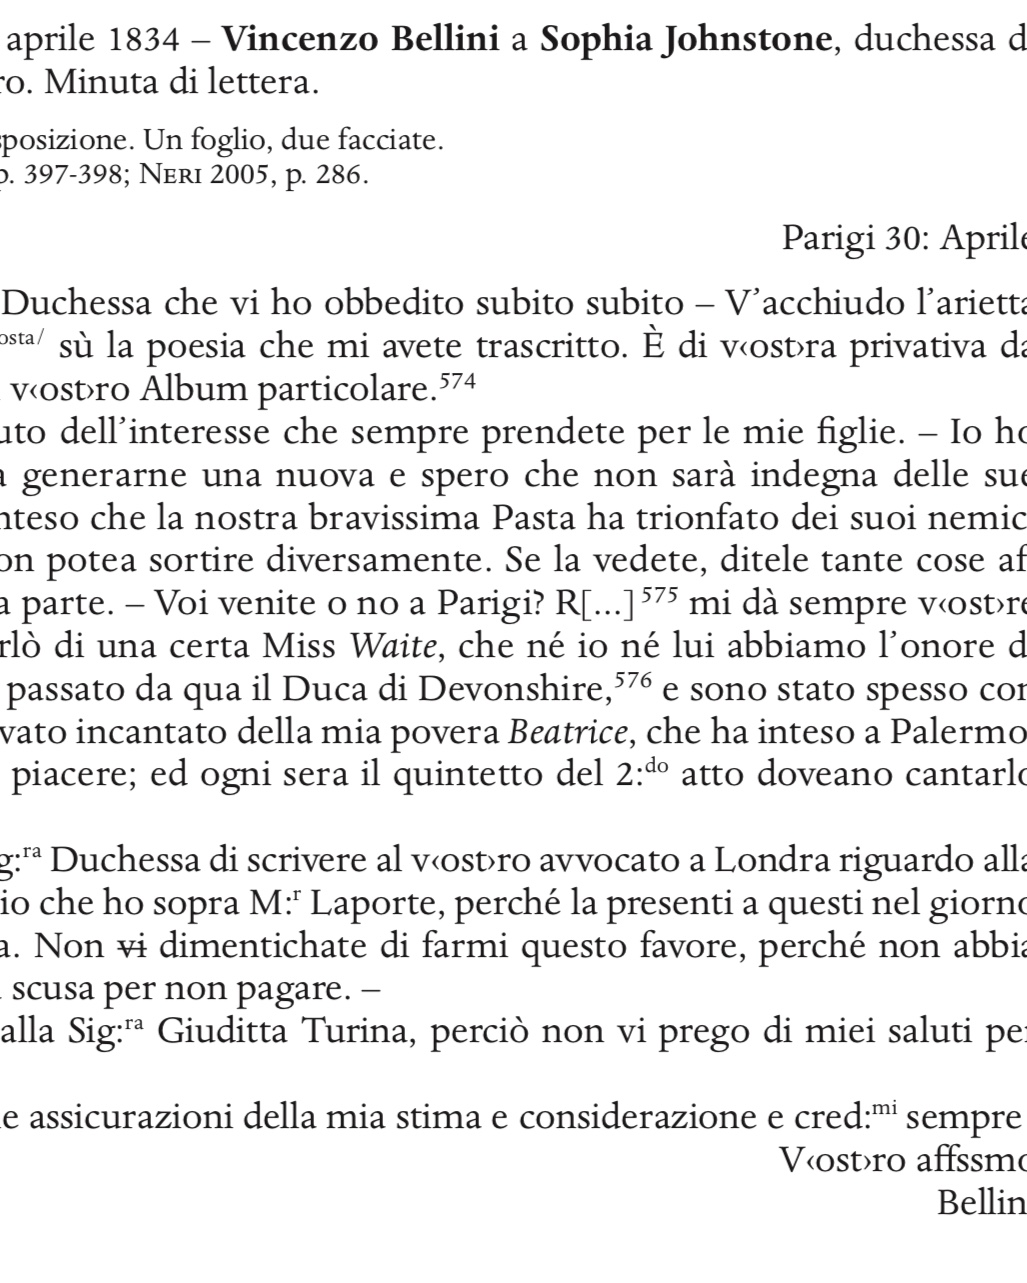 aprile 1834 – Vincenzo Bellini a Sophia Johnstone, duchessa d
ro. Minuta di lettera.
sposizione. Un foglio, due facciate.
p. 397-398; Neri 2005, p. 286.
Parigi 30: Aprile
Duchessa che vi ho obbedito subito subito – V’acchiudo l’arietta
osta/ sù la poesia che mi avete trascritto. È di v‹ost›ra privativa da
v‹ost›ro Album particolare.574
uto dell’interesse che sempre prendete per le mie figlie. – Io ho
a generarne una nuova e spero che non sarà indegna delle sue
nteso che la nostra bravissima Pasta ha trionfato dei suoi nemic
on potea sortire diversamente. Se la vedete, ditele tante cose af
a parte. – Voi venite o no a Parigi? R[...]575 mi dà sempre v‹ost›re
rlò di una certa Miss Waite, che né io né lui abbiamo l’onore d
passato da qua il Duca di Devonshire,576 e sono stato spesso con
vato incantato della mia povera Beatrice, che ha inteso a Palermo
piacere; ed ogni sera il quintetto del 2:do atto doveano cantarlo
g:ra Duchessa di scrivere al v‹ost›ro avvocato a Londra riguardo alla
io che ho sopra M:r Laporte, perché la presenti a questi nel giorno
a. Non vi dimentichate di farmi questo favore, perché non abbia
scusa per non pagare. –
alla Sig:ra Giuditta Turina, perciò non vi prego di miei saluti per
le assicurazioni della mia stima e considerazione e cred:mi sempre
V‹ost›ro affssmo
Bellin